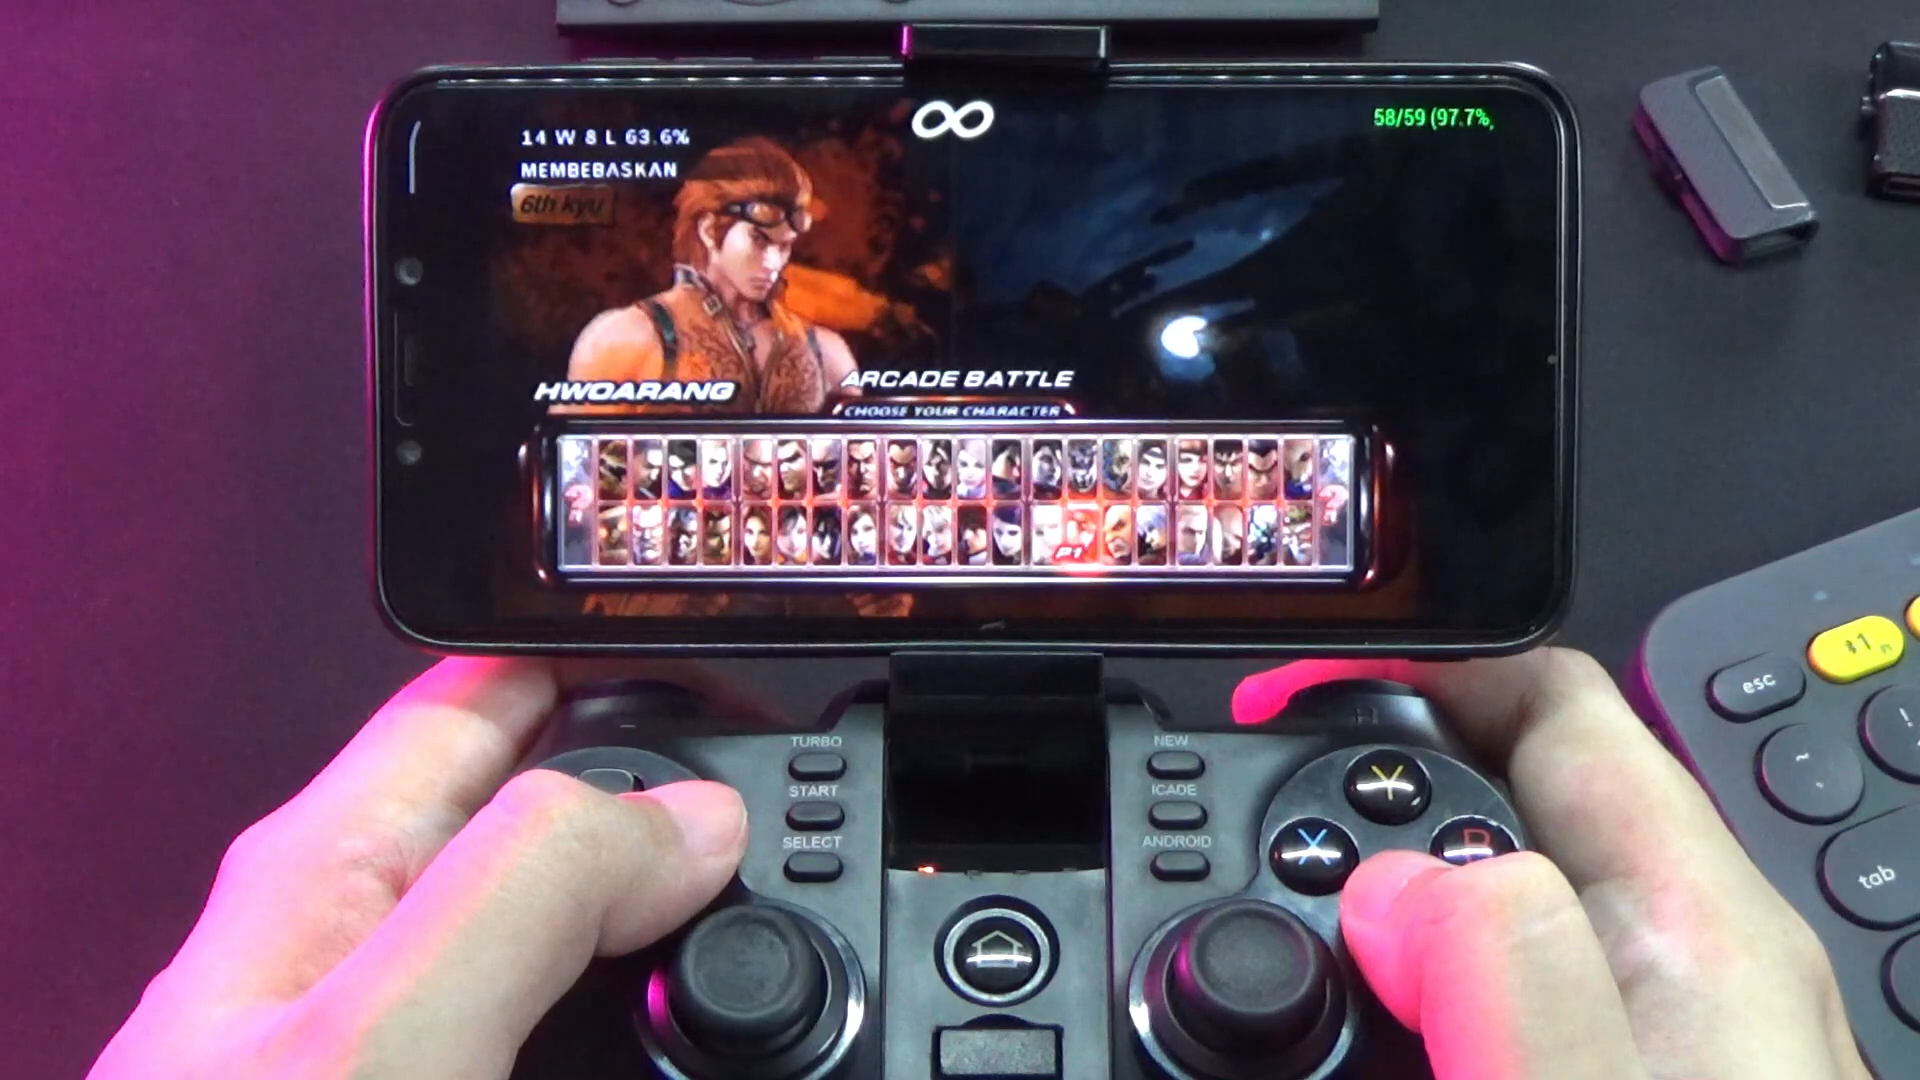 14 W 8 L 63.6%
MEMBEBASKAN
6th kyu
∞
58/59 (97.7%,
HWOARANG
ARCADE BATTLE
CHOOSE YOUR CHARACTER
P1
TURBO
START
SELECT
NEW
ICADE
ANDROID
R
Y
X
B
esc
1
!
~
tab